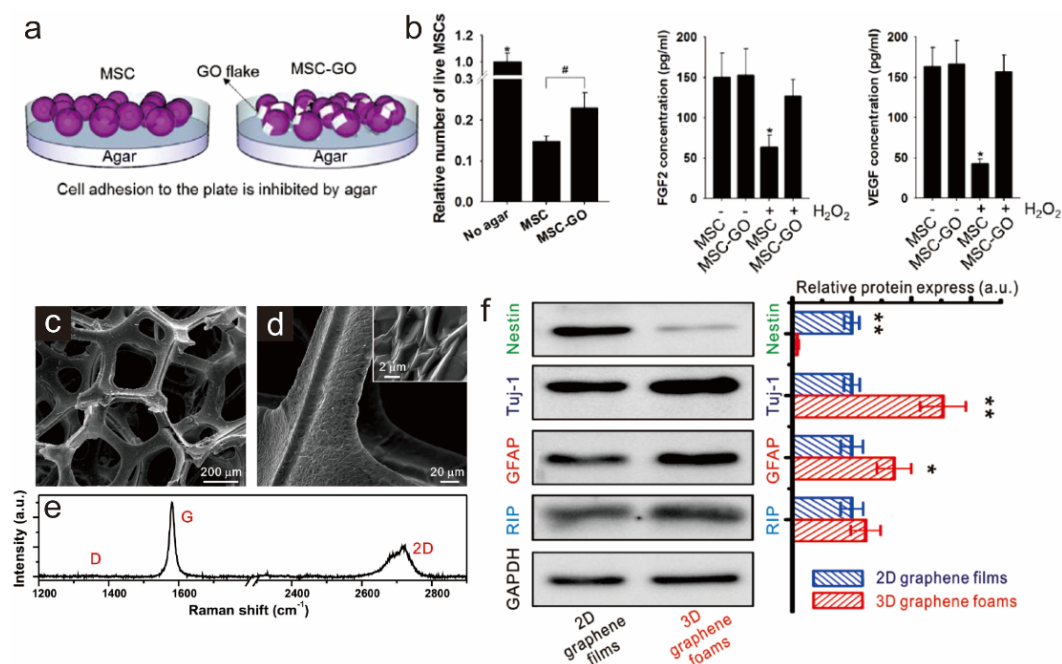 a
MSC
GO flake
MSC-GO
Agar
Agar
Cell adhesion to the plate is inhibited by agar
b
Relative number of live MSCs
1.0
0.3
0.2
0.1
0.0
*
#
No agar
MSC
MSC-GO
FGF2 concentration (pg/ml)
200
150
100
50
0
*
- - + + H₂O₂
MSC
MSC-GO
MSC
MSC-GO
VEGF concentration (pg/ml)
200
150
100
50
0
*
- - + + H₂O₂
MSC
MSC-GO
MSC
MSC-GO
c
200 μm
d
2 μm
20 μm
e
Intensity (a.u.)
D
G
2D
1200 1400 1600 2400 2600 2800
Raman shift (cm⁻¹)
f
Nestin
Tuj-1
GFAP
RIP
GAPDH
2D
graphene
films
3D
graphene
foams
Relative protein express (a.u.)
Nestin
**
Tuj-1
**
GFAP
*
RIP
2D graphene films
3D graphene foams